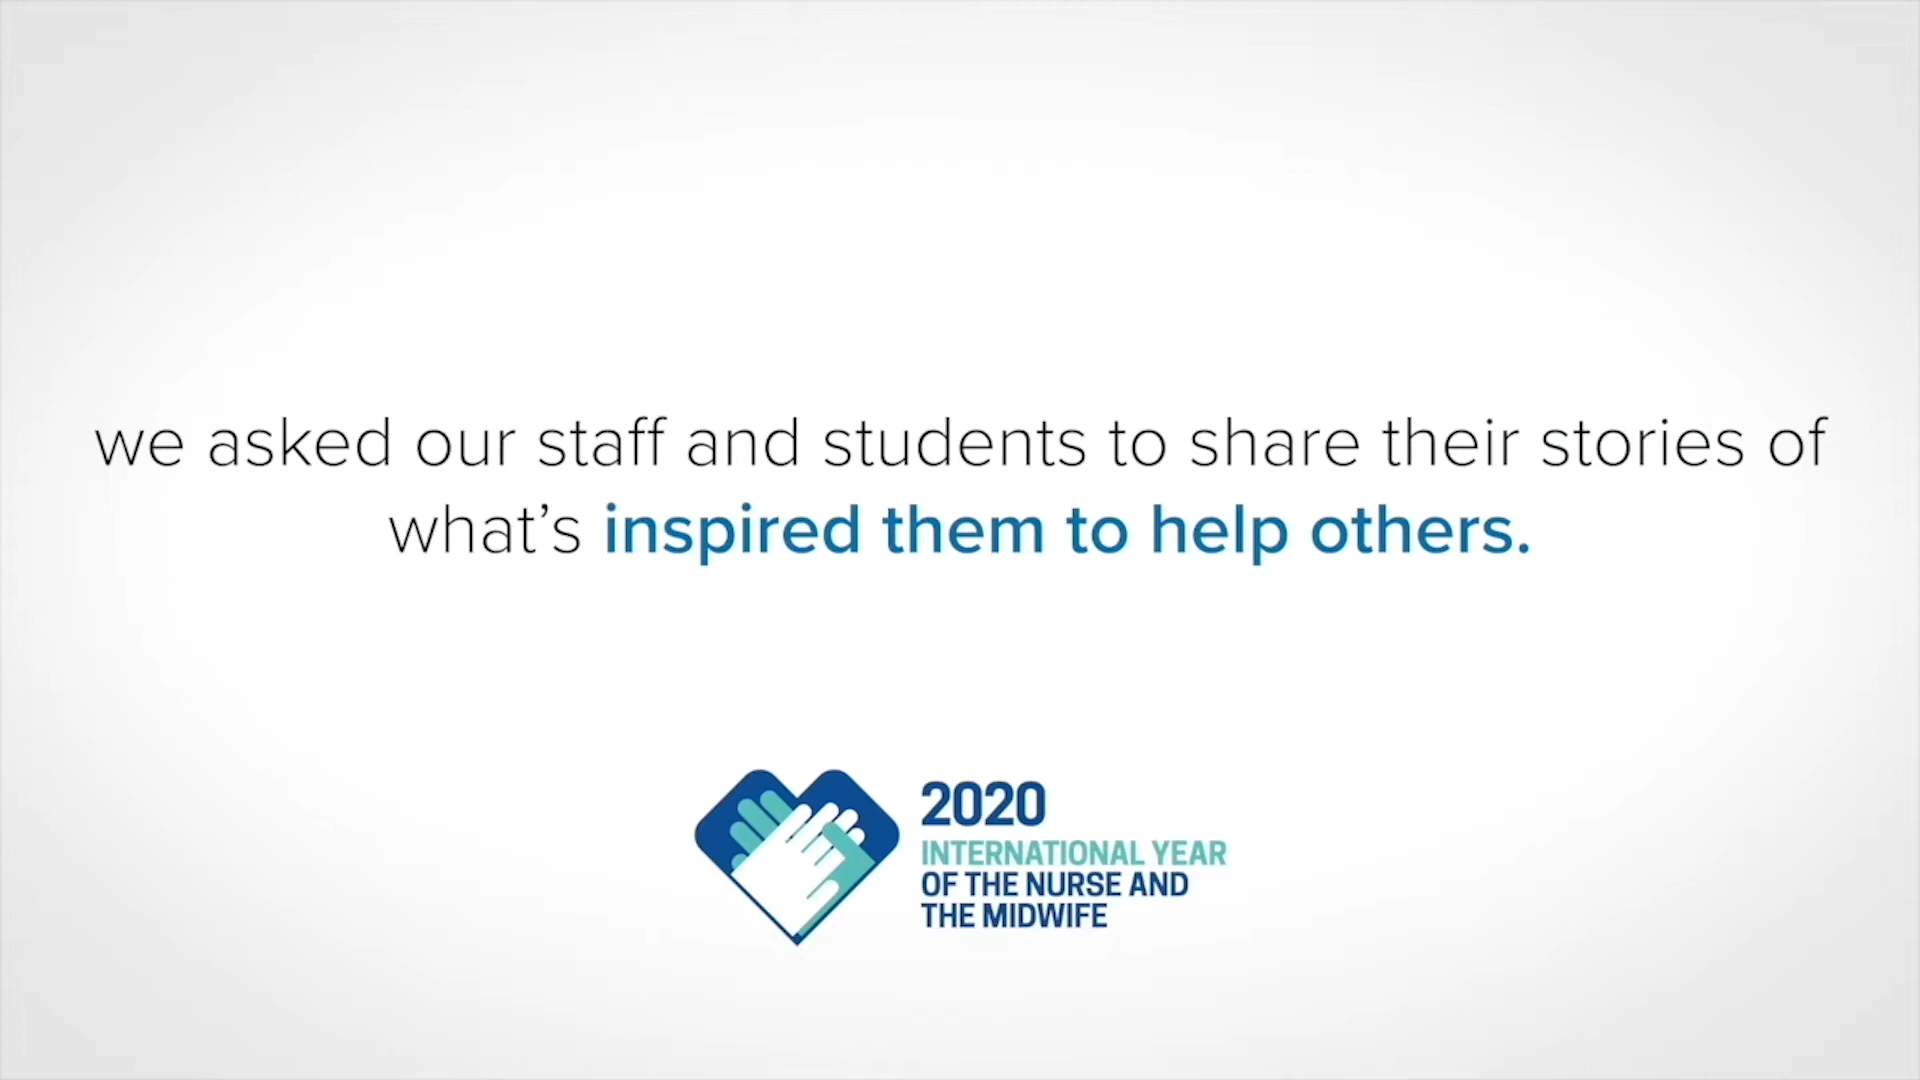 we asked our staff and students to share their stories of
what’s inspired them to help others.
2020
INTERNATIONAL YEAR
OF THE NURSE AND
THE MIDWIFE